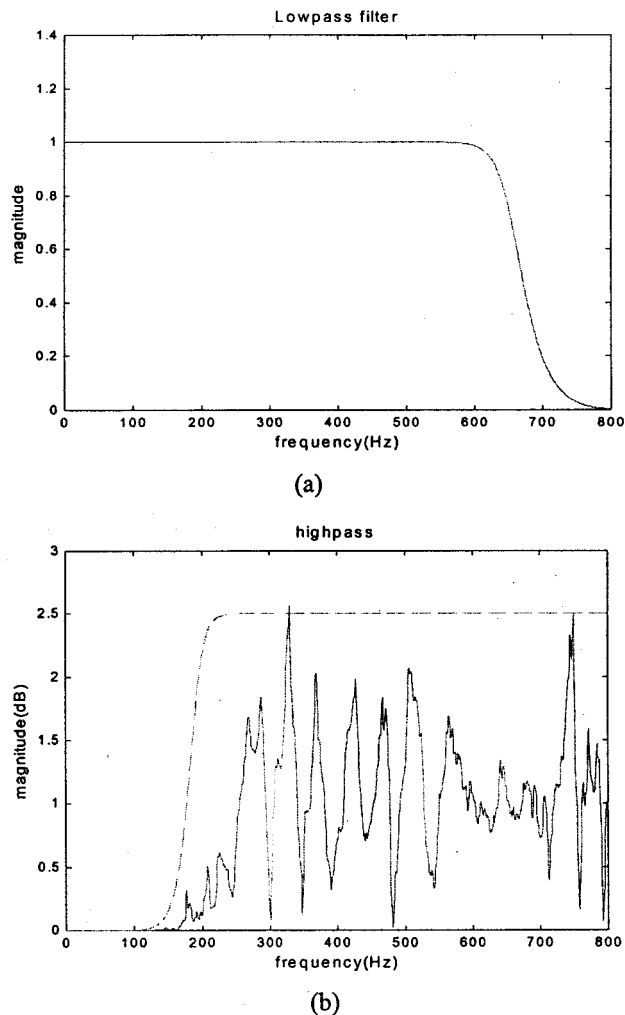 Lowpass filter
1.4
1.2
1
0.8
0.6
0.4
0.2
0
magnitude
0 100 200 300 400 500 600 700 800
frequency(Hz)
(a)
highpass
3
2.5
2
1.5
1
0.5
0
magnitude(dB)
0 100 200 300 400 500 600 700 800
frequency(Hz)
(b)